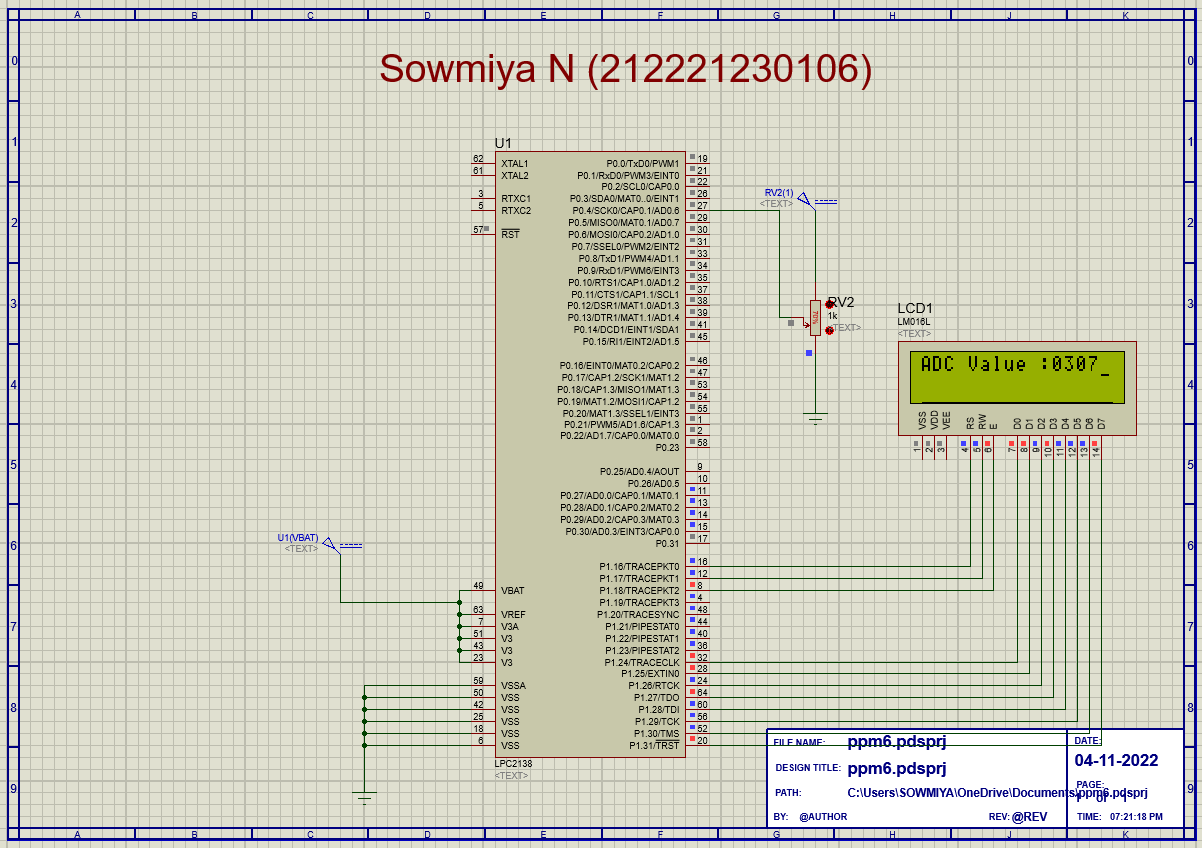 A B C D E F G H J K
0 0
Sowmiya N (212221230106)
1 1
U1
62 XTAL1 P0.0/TxD0/PWM1 19
61 XTAL2 P0.1/RxD0/PWM3/EINT0 21
P0.2/SCL0/CAP0.0 22
3 RTXC1 P0.3/SDA0/MAT0..0/EINT1 26
5 RTXC2 P0.4/SCK0/CAP0.1/AD0.6 27
P0.5/MISO0/MAT0.1/AD0.7 29
57 RST P0.6/MOSI0/CAP0.2/AD1.0 30
P0.7/SSEL0/PWM2/EINT2 31
P0.8/TxD1/PWM4/AD1.1 33
P0.9/RxD1/PWM6/EINT3 34
P0.10/RTS1/CAP1.0/AD1.2 35
P0.11/CTS1/CAP1.1/SCL1 37
P0.12/DSR1/MAT1.0/AD1.3 38
P0.13/DTR1/MAT1.1/AD1.4 39
P0.14/DCD1/EINT1/SDA1 41
P0.15/RI1/EINT2/AD1.5 45
P0.16/EINT0/MAT0.2/CAP0.2 46
P0.17/CAP1.2/SCK1/MAT1.2 47
P0.18/CAP1.3/MISO1/MAT1.3 53
P0.19/MAT1.2/MOSI1/CAP1.2 54
P0.20/MAT1.3/SSEL1/EINT3 55
P0.21/PWM5/AD1.6/CAP1.3 1
P0.22/AD1.7/CAP0.0/MAT0.0 2
P0.23 58
P0.25/AD0.4/AOUT 9
P0.26/AD0.5 10
P0.27/AD0.0/CAP0.1/MAT0.1 11
P0.28/AD0.1/CAP0.2/MAT0.2 13
P0.29/AD0.2/CAP0.3/MAT0.3 14
P0.30/AD0.3/EINT3/CAP0.0 15
P0.31 17
P1.16/TRACEPKT0 16
P1.17/TRACEPKT1 12
49 VBAT P1.18/TRACEPKT2 8
P1.19/TRACEPKT3 4
63 VREF P1.20/TRACESYNC 48
7 V3A P1.21/PIPESTAT0 44
51 V3 P1.22/PIPESTAT1 40
43 V3 P1.23/PIPESTAT2 36
23 V3 P1.24/TRACECLK 32
P1.25/EXTIN0 28
59 VSSA P1.26/RTCK 24
50 VSS P1.27/TDO 64
42 VSS P1.28/TDI 60
25 VSS P1.29/TCK 56
18 VSS P1.30/TMS 52
6 VSS P1.31/TRST 20
LPC2138
<TEXT>
RV2(1)
<TEXT>
2 2
3 3
RV2
1k
70%
<TEXT>
LCD1
LM016L
<TEXT>
ADC Value :0307_
4 4
VSS VDD VEE RS RW E D0 D1 D2 D3 D4 D5 D6 D7
1 2 3 4 5 6 7 8 9 10 11 12 13 14
5 5
U1(VBAT)
<TEXT>
6 6
7 7
8 8
FILE NAME: ppm6.pdsprj
DATE:
04-11-2022
DESIGN TITLE: ppm6.pdsprj
PAGE:
PATH: C:\Users\SOWMIYA\OneDrive\Documents\ppm6.pdsprj
BY: @AUTHOR REV: @REV TIME: 07:21:18 PM
9 9
A B C D E F G H J K